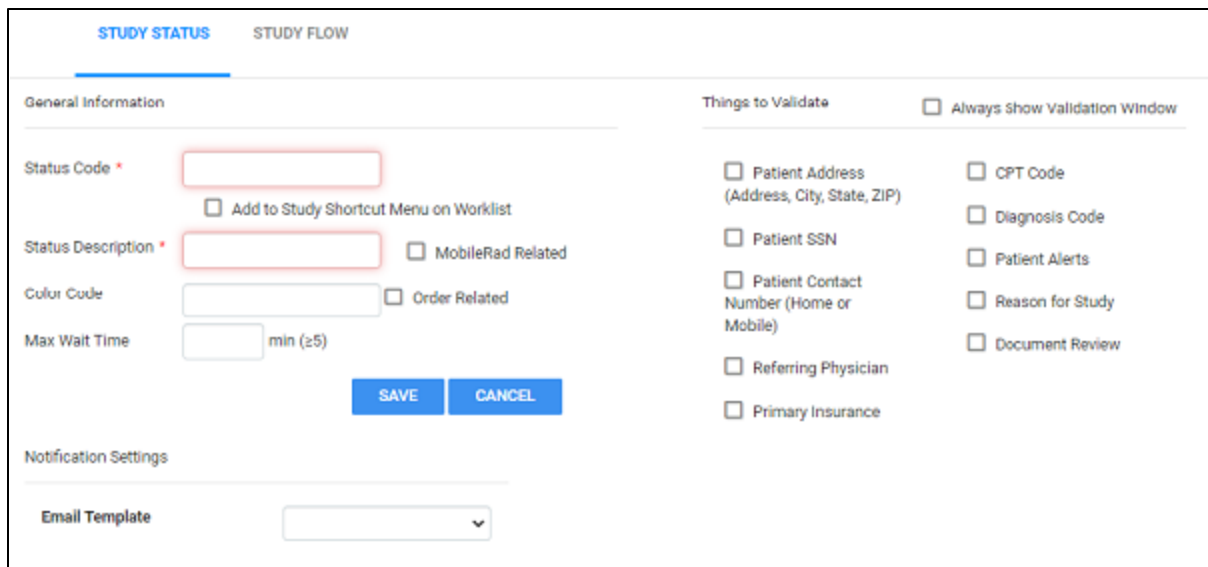 STUDY STATUS STUDY FLOW
General Information
Status Code *
Add to Study Shortcut Menu on Worklist
Status Description *
MobileRad Related
Color Code
Order Related
Max Wait Time
min (≥5)
SAVE CANCEL
Notification Settings
Email Template
Things to Validate
Always Show Validation Window
Patient Address
(Address, City, State, ZIP)
Patient SSN
Patient Contact
Number (Home or
Mobile)
Referring Physician
Primary Insurance
CPT Code
Diagnosis Code
Patient Alerts
Reason for Study
Document Review